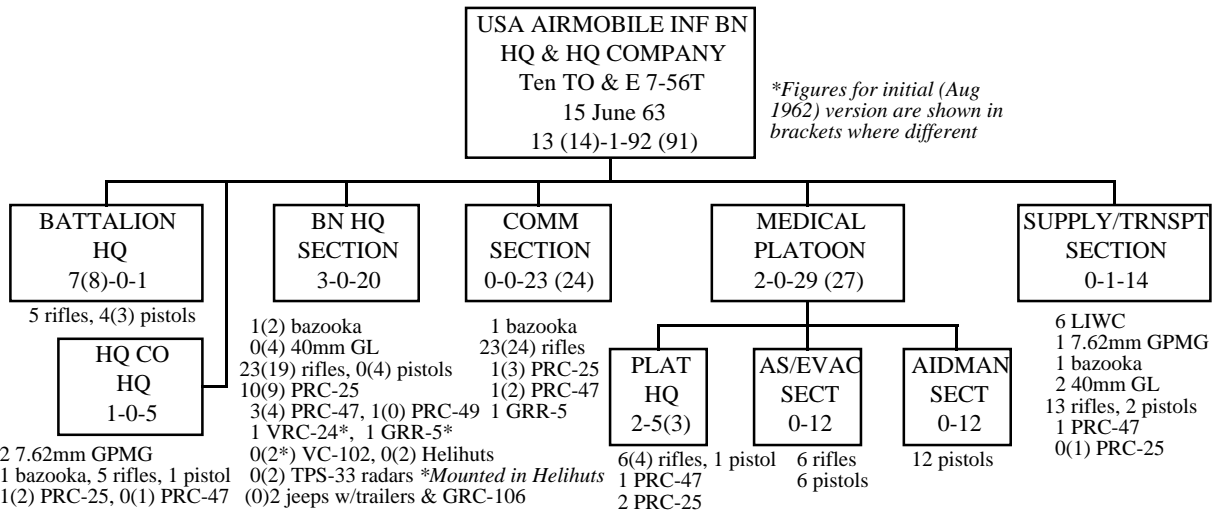 USA AIRMOBILE INF BN
HQ & HQ COMPANY
Ten TO & E 7-56T
15 June 63
13 (14)-1-92 (91)
*Figures for initial (Aug
1962) version are shown in
brackets where different
BATTALION
HQ
7(8)-0-1
5 rifles, 4(3) pistols
HQ CO
HQ
1-0-5
2 7.62mm GPMG
1 bazooka, 5 rifles, 1 pistol
1(2) PRC-25, 0(1) PRC-47
BN HQ
SECTION
3-0-20
1(2) bazooka
0(4) 40mm GL
23(19) rifles, 0(4) pistols
10(9) PRC-25
3(4) PRC-47, 1(0) PRC-49
1 VRC-24*, 1 GRR-5*
0(2*) VC-102, 0(2) Helihuts
0(2) TPS-33 radars *Mounted in Helihuts
(0)2 jeeps w/trailers & GRC-106
COMM
SECTION
0-0-23 (24)
1 bazooka
23(24) rifles
1(3) PRC-25
1(2) PRC-47
1 GRR-5
MEDICAL
PLATOON
2-0-29 (27)
PLAT
HQ
2-5(3)
6(4) rifles, 1 pistol
1 PRC-47
2 PRC-25
AS/EVAC
SECT
0-12
6 rifles
6 pistols
AIDMAN
SECT
0-12
12 pistols
SUPPLY/TRNSPT
SECTION
0-1-14
6 LIWC
1 7.62mm GPMG
1 bazooka
2 40mm GL
13 rifles, 2 pistols
1 PRC-47
0(1) PRC-25